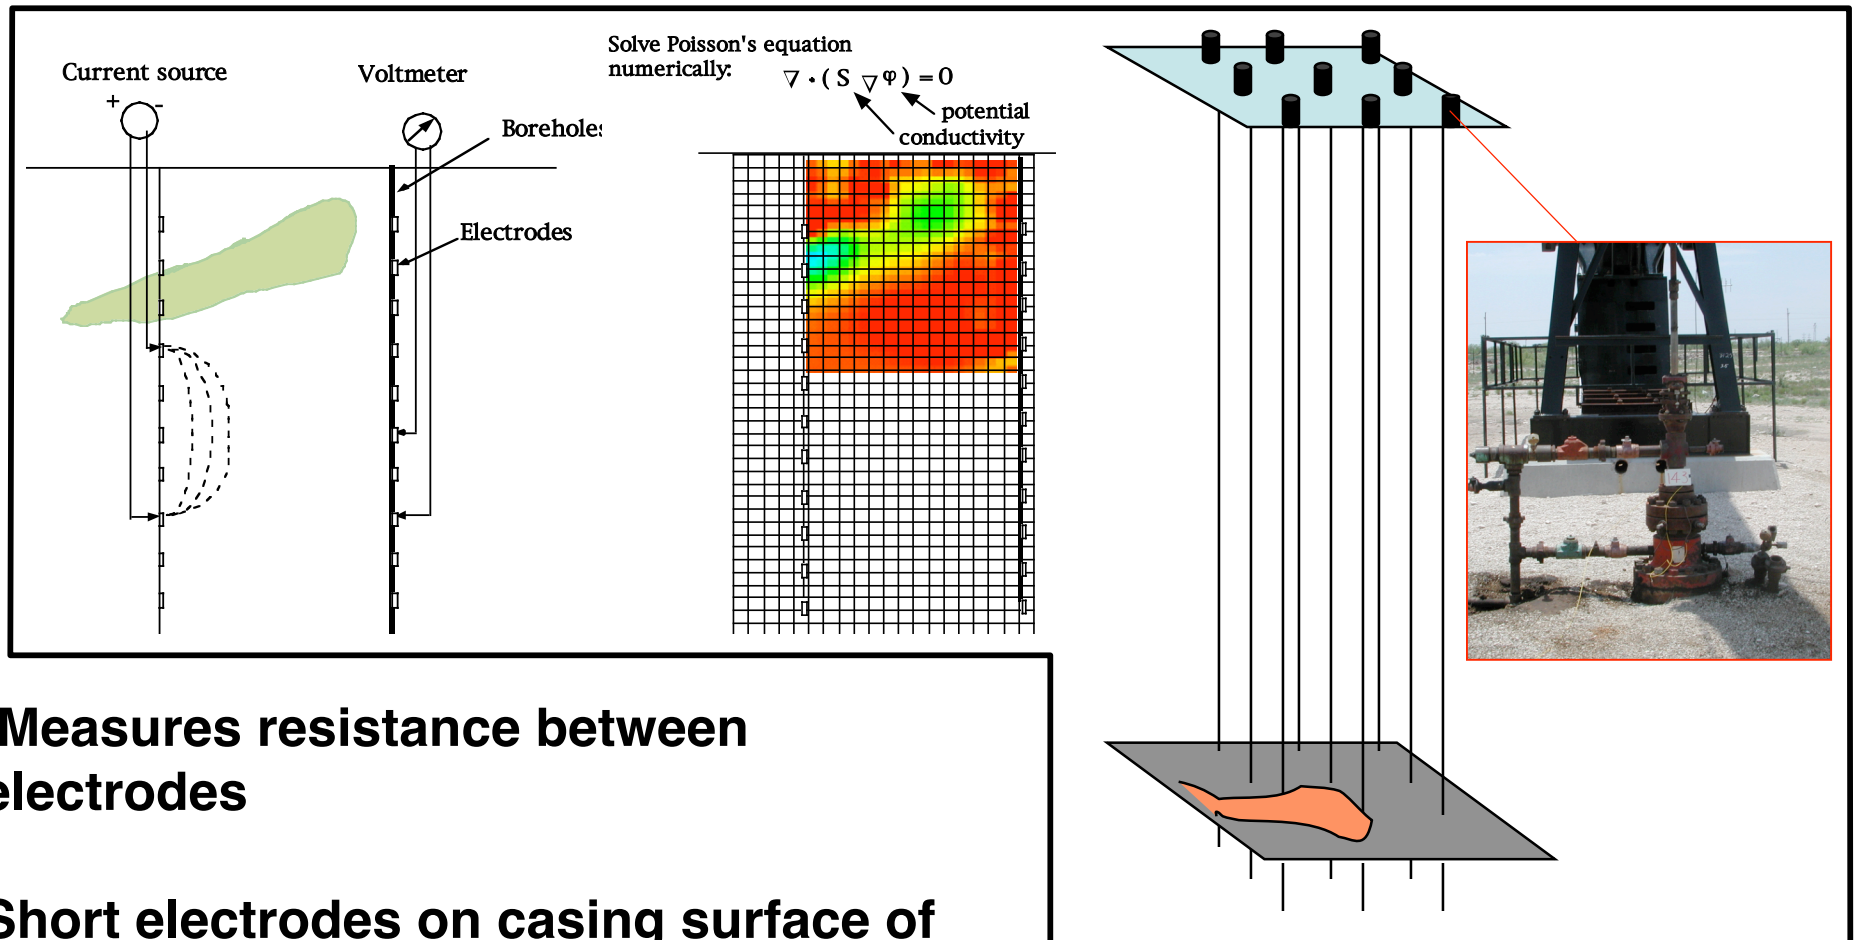 Current source
+ -
Voltmeter
Boreholes
Electrodes
Solve Poisson's equation
numerically:
∇ · ( S ∇ φ ) = 0
potential
conductivity
143
Measures resistance between
electrodes
Short electrodes on casing surface of